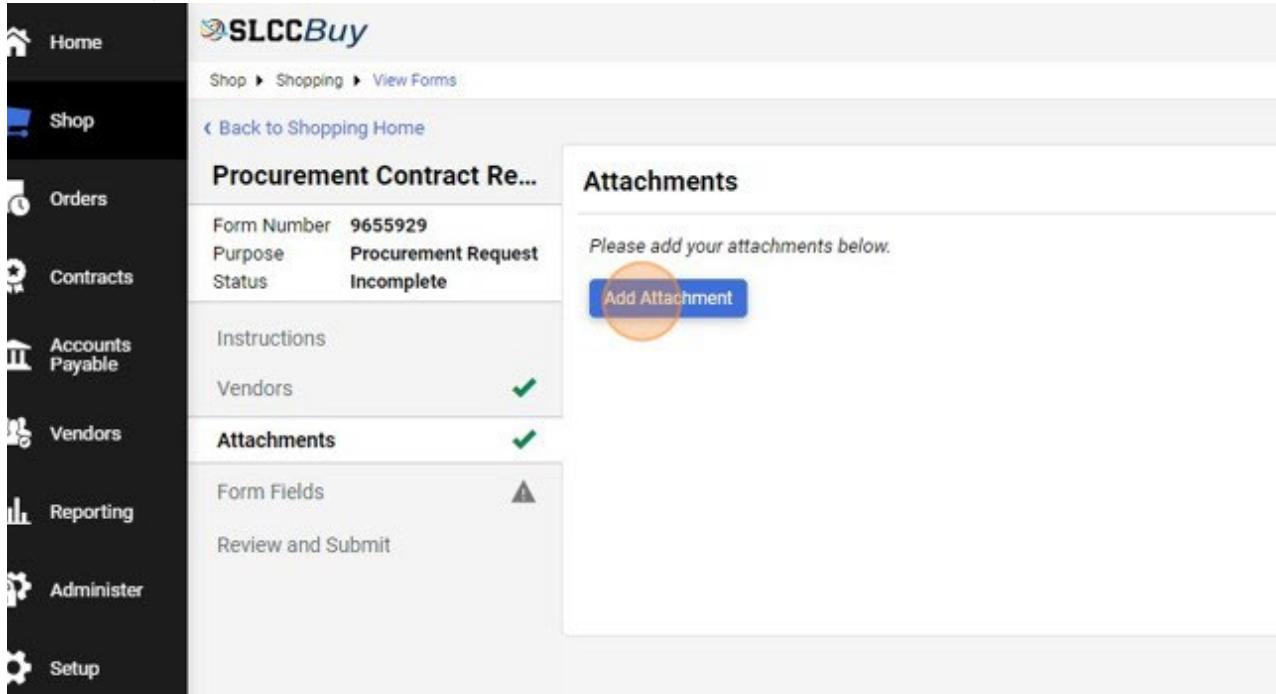 Home
Shop
Orders
Contracts
Accounts
Payable
Vendors
Reporting
Administer
Setup
SLCCBuy
Shop ▸ Shopping ▸ View Forms
‹ Back to Shopping Home
Procurement Contract Re...
Form Number 9655929
Purpose Procurement Request
Status Incomplete
Instructions
Vendors
Attachments
Form Fields
Review and Submit
Attachments
Please add your attachments below.
Add Attachment